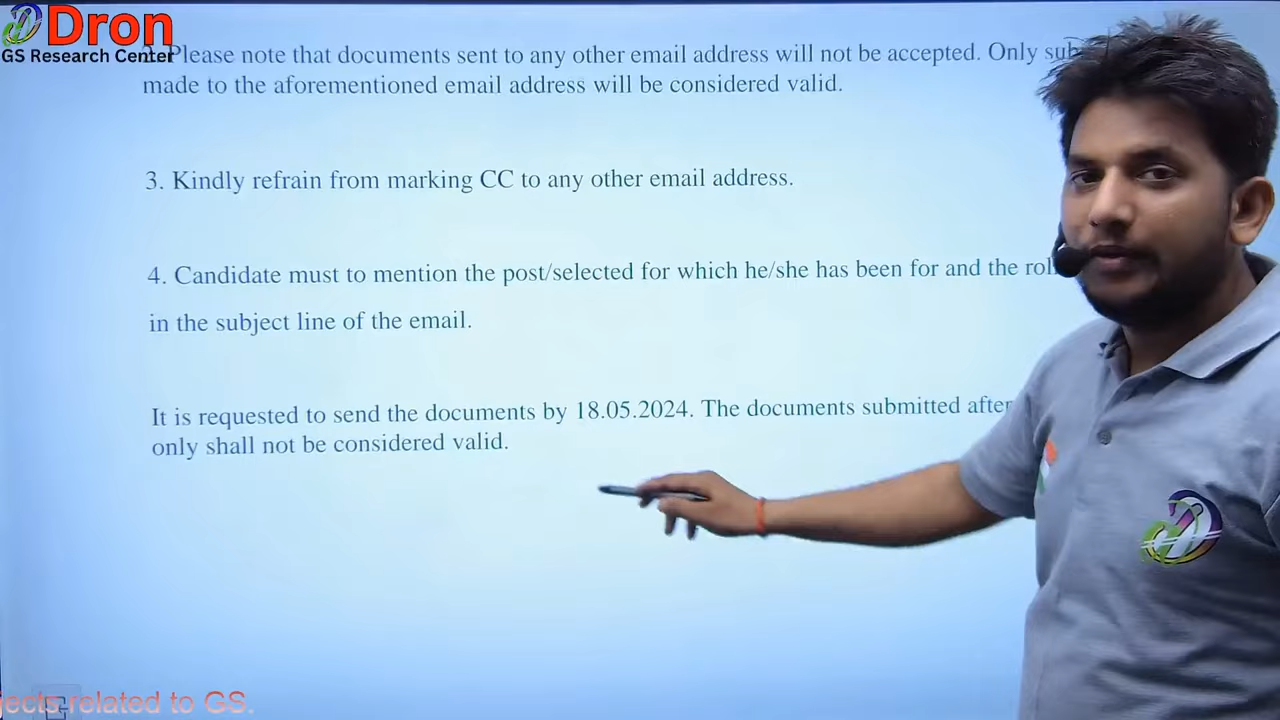 Dron
GS Research Center
Please note that documents sent to any other email address will not be accepted. Only
made to the aforementioned email address will be considered valid.
3. Kindly refrain from marking CC to any other email address.
4. Candidate must to mention the post/selected for which he/she has been for and the
in the subject line of the email.
It is requested to send the documents by 18.05.2024. The documents submitted after
only shall not be considered valid.
related to GS.